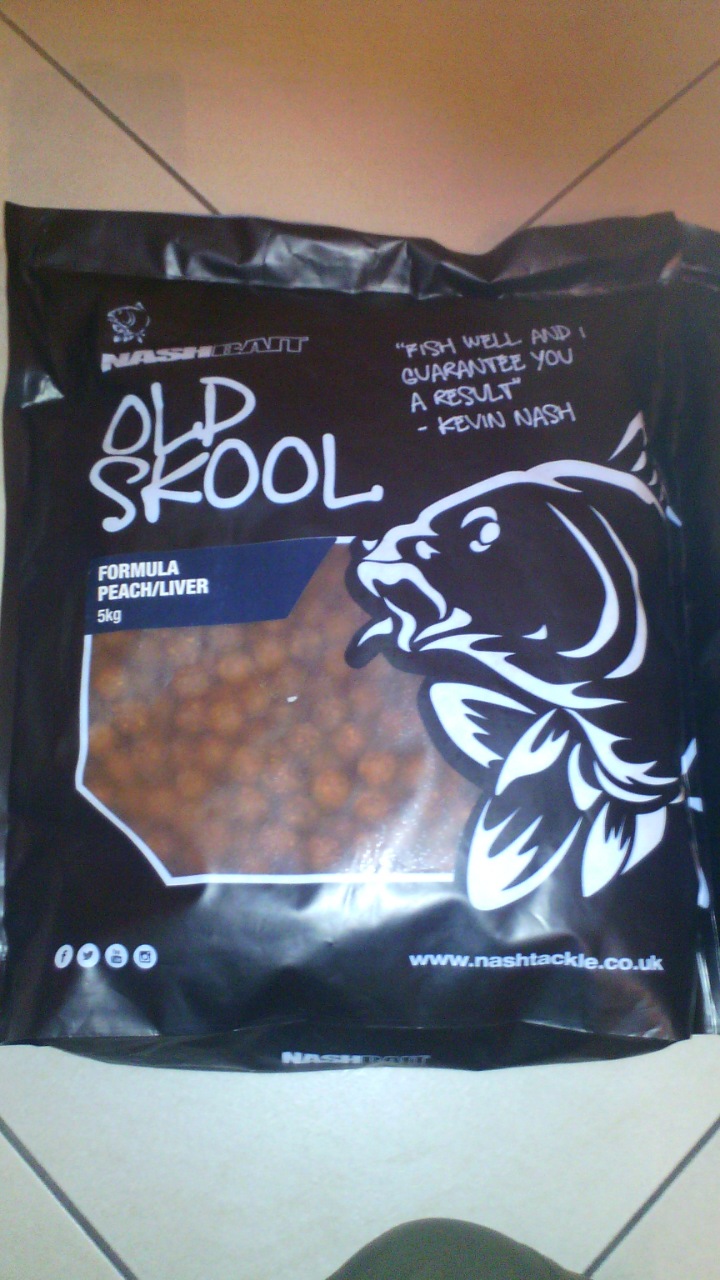 NASHBAIT
OLD
SKOOL
"FISH WELL AND I
GUARANTEE YOU
A RESULT"
- KEVIN NASH
FORMULA
PEACH/LIVER
5kg
www.nashtackle.co.uk
NASHBAIT